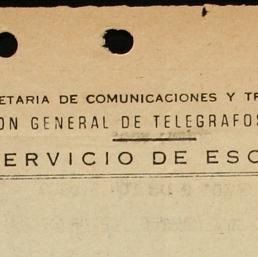 ETARIA DE COMUNICACIONES Y TR
ON GENERAL DE TELEGRAFOS
ERVICIO DE ESC